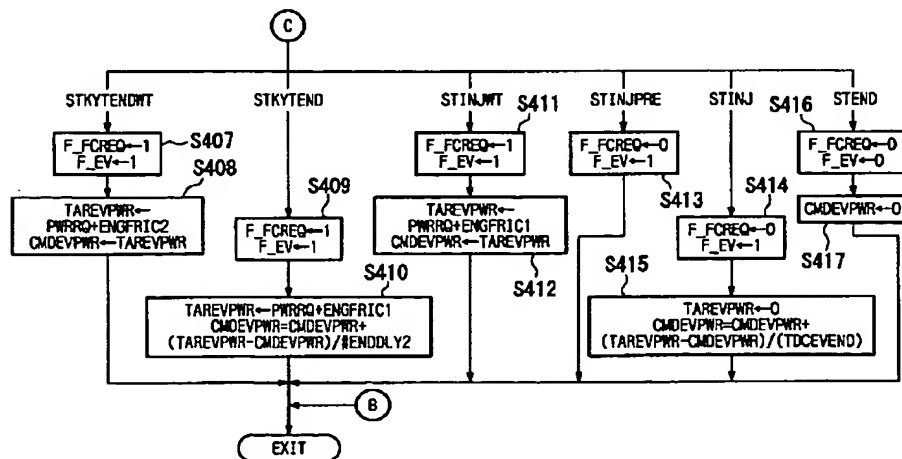 C
STKYTENDWT
STKYTEND
STINJWT
STINJPRE
STINJ
STEND
S407
F_FCREQ←1
F_EV←1
S408
TAREVPWR←
PWRRQ+ENGFRIC2
CMDEVPWR←TAREVPWR
S409
F_FCREQ←1
F_EV←1
S410
TAREVPWR←PWRRQ+ENGFRIC1
CMDEVPWR=CMDEVPWR+
(TAREVPWR-CMDEVPWR)/#ENDDLY2
S411
F_FCREQ←1
F_EV←1
TAREVPWR←
PWRRQ+ENGFRIC1
CMDEVPWR←TAREVPWR
S412
F_FCREQ←0
F_EV←1
S413
S414
F_FCREQ←0
F_EV←1
S415
TAREVPWR←0
CMDEVPWR=CMDEVPWR+
(TAREVPWR-CMDEVPWR)/(TDCEVEND)
S416
F_FCREQ←0
F_EV←0
CMDEVPWR←0
S417
B
EXIT